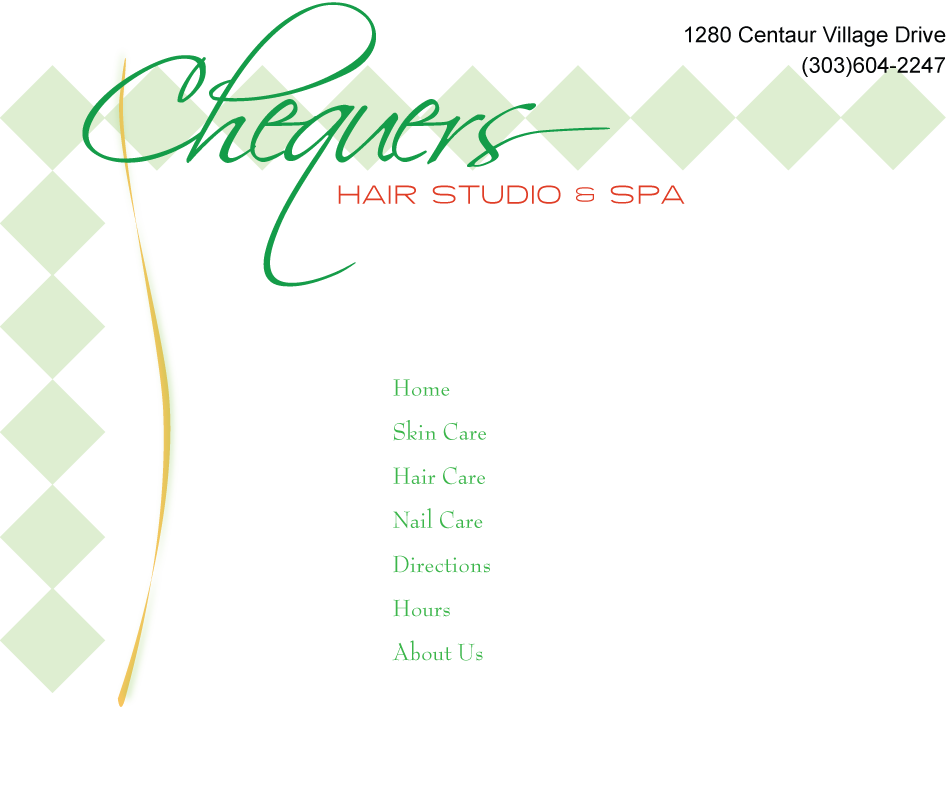 1280 Centaur Village Drive
(303)604-2247
Chequers
HAIR STUDIO & SPA
Home
Skin Care
Hair Care
Nail Care
Directions
Hours
About Us